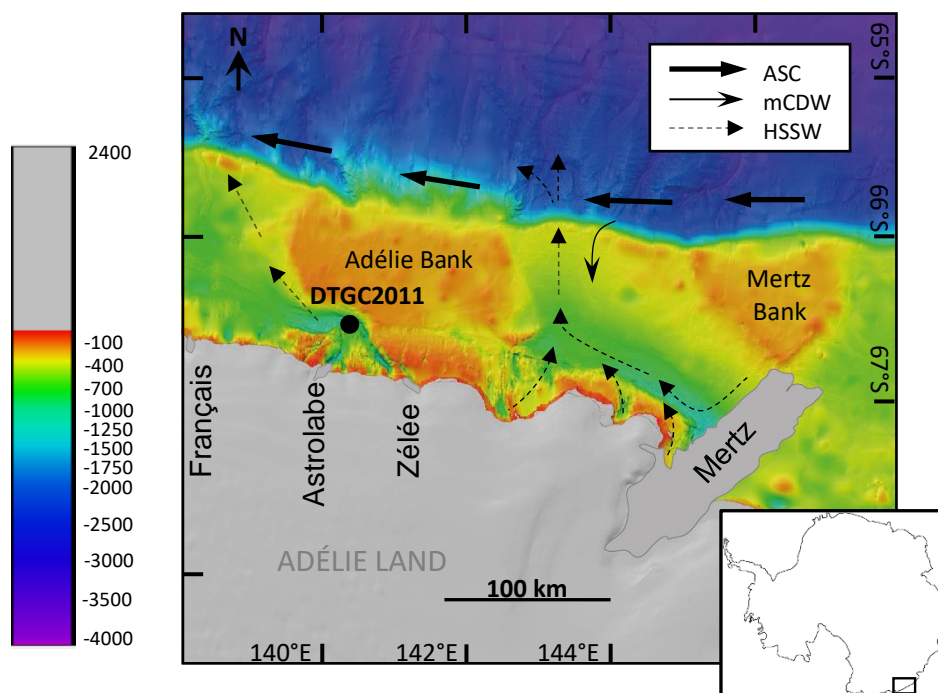 N
ASC
mCDW
HSSW
65°S
66°S
67°S
2400
-100
-400
-700
-1000
-1250
-1500
-1750
-2000
-2500
-3000
-3500
-4000
Adélie Bank
DTGC2011
Mertz
Bank
Français
Astrolabe
Zélée
Mertz
ADÉLIE LAND
100 km
140°E
142°E
144°E